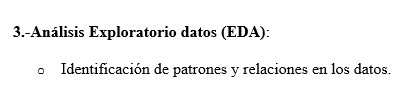 3.-Análisis Exploratorio datos (EDA):
o Identificación de patrones y relaciones en los datos.